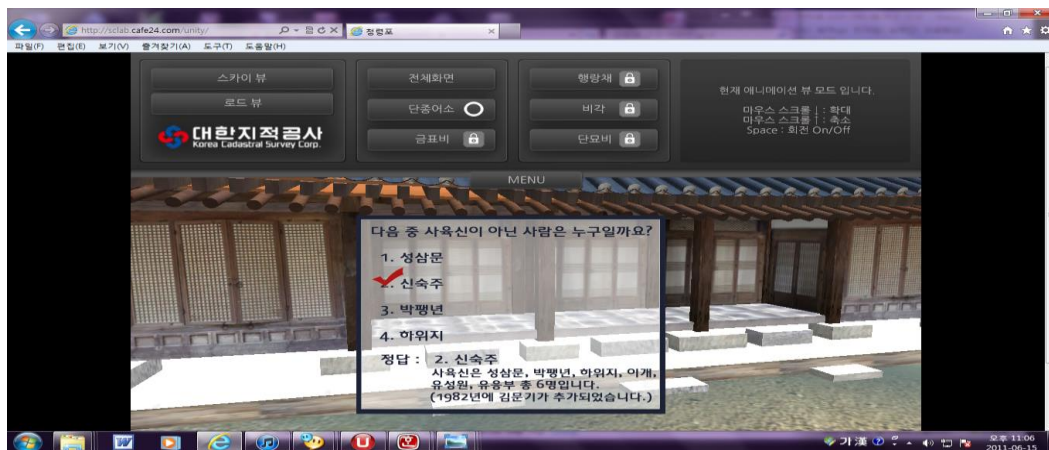 http://sclab.cafe24.com/unity/
청령포
파일(F) 편집(E) 보기(V) 즐겨찾기(A) 도구(T) 도움말(H)
스카이 뷰
로드 뷰
대한지적공사
Korea Cadastral Survey Corp.
전체화면
단종어소
금표비
행랑채
비각
단묘비
현재 애니메이션 뷰 모드 입니다.
마우스 스크롤 ↓ : 확대
마우스 스크롤 ↑ : 축소
Space : 회전 On/Off
MENU
다음 중 사육신이 아닌 사람은 누구일까요?
1. 성삼문
2. 신숙주
3. 박팽년
4. 하위지
정답 : 2. 신숙주
사육신은 성삼문, 박팽년, 하위지, 이개,
유성원, 유응부 총 6명입니다.
(1982년에 김문기가 추가되었습니다.)
가 漢
오후 11:06
2011-06-15